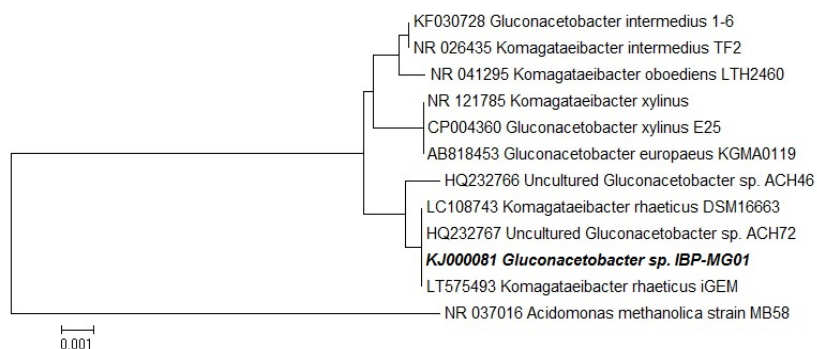 KF030728 Gluconacetobacter intermedius 1-6
NR 026435 Komagataeibacter intermedius TF2
NR 041295 Komagataeibacter oboediens LTH2460
NR 121785 Komagataeibacter xylinus
CP004360 Gluconacetobacter xylinus E25
AB818453 Gluconacetobacter europaeus KGMA0119
HQ232766 Uncultured Gluconacetobacter sp. ACH46
LC108743 Komagataeibacter rhaeticus DSM16663
HQ232767 Uncultured Gluconacetobacter sp. ACH72
KJ000081 Gluconacetobacter sp. IBP-MG01
LT575493 Komagataeibacter rhaeticus iGEM
NR 037016 Acidomonas methanolica strain MB58
0.001